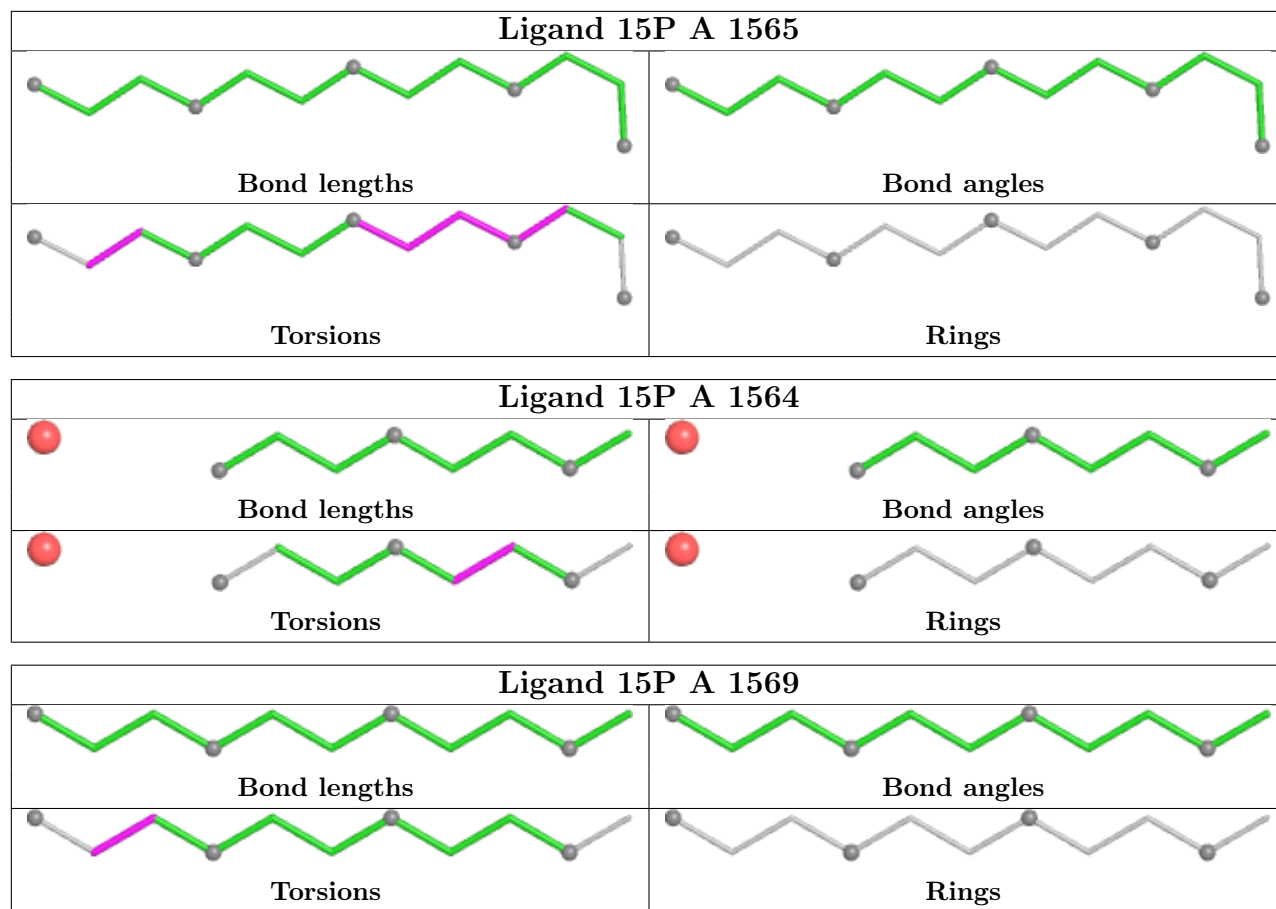 Ligand 15P A 1565
Bond lengths
Bond angles
Torsions
Rings
Ligand 15P A 1564
Bond lengths
Bond angles
Torsions
Rings
Ligand 15P A 1569
Bond lengths
Bond angles
Torsions
Rings